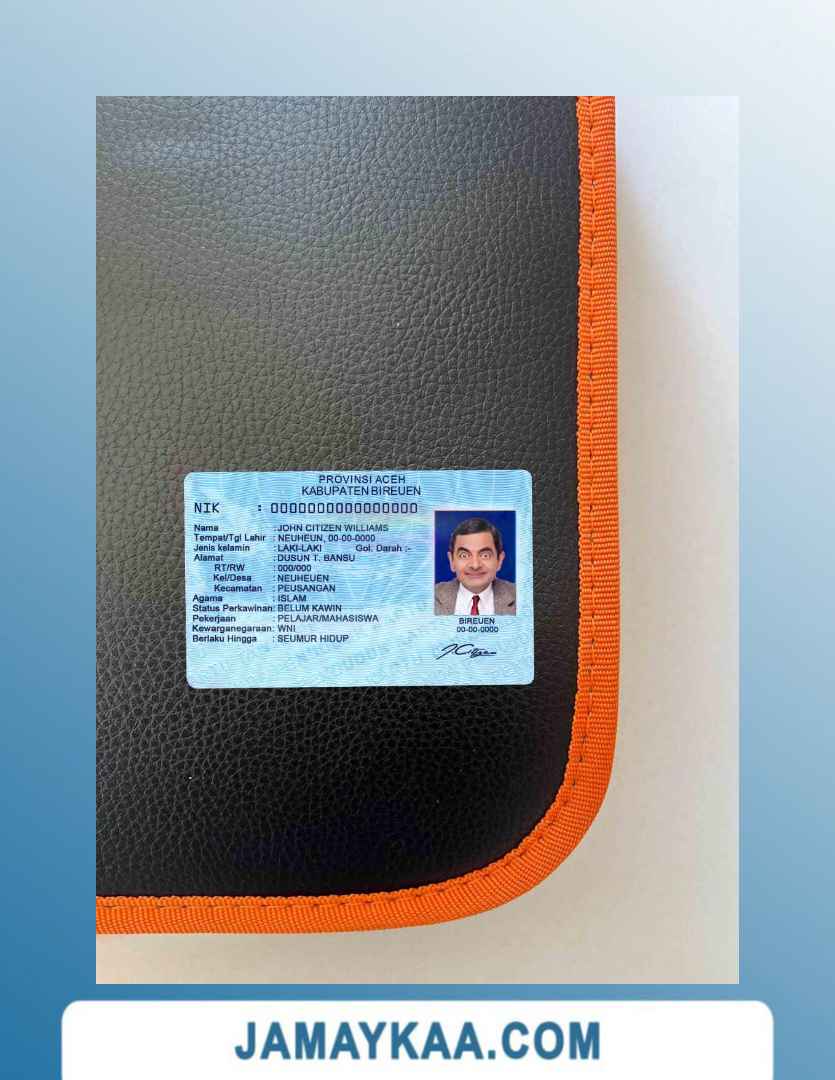 PROVINSI ACEH
KABUPATEN BIREUEN
NIK : 0000000000000000
Nama : JOHN CITIZEN WILLIAMS
Tempat/Tgl Lahir : NEUHEUN, 00-00-0000
Jenis kelamin : LAKI-LAKI Gol. Darah :-
Alamat : DUSUN T. BANSU
RT/RW : 000/000
Kel/Desa : NEUHEUEN
Kecamatan : PEUSANGAN
Agama : ISLAM
Status Perkawinan: BELUM KAWIN
Pekerjaan : PELAJAR/MAHASISWA
Kewarganegaraan: WNI
Berlaku Hingga : SEUMUR HIDUP
BIREUEN
00-00-0000
J.Citizen
JAMAYKAA.COM